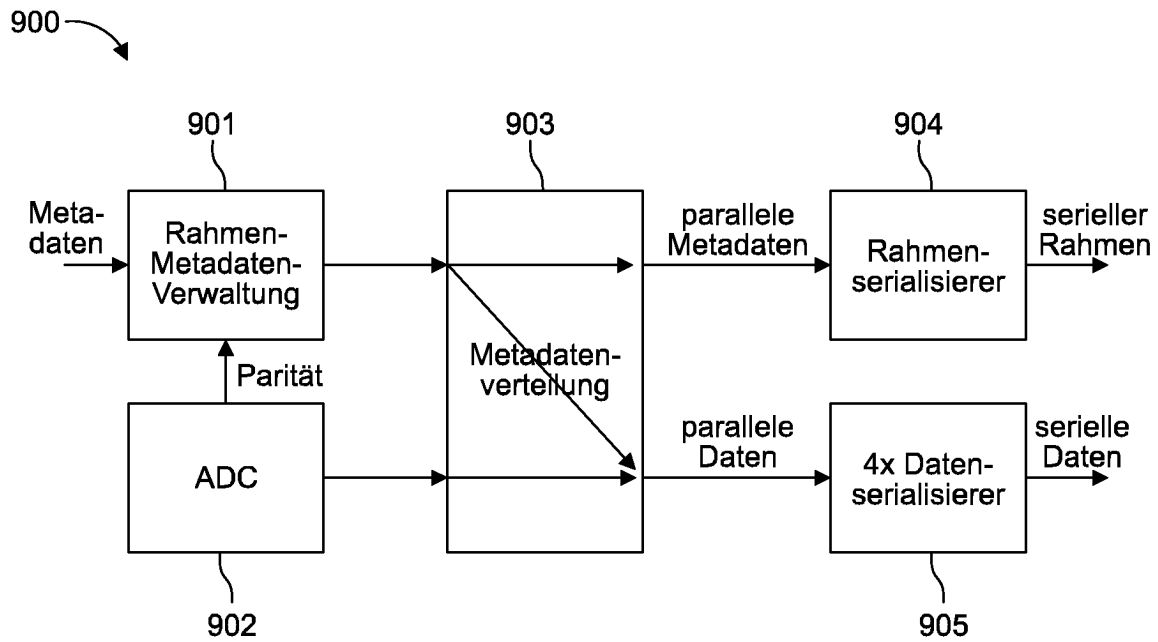 900
901
903
904
Meta-
daten
Rahmen-
Metadaten-
Verwaltung
parallele
Metadaten
Rahmen-
serialisierer
serieller
Rahmen
Parität
Metadaten-
verteilung
ADC
parallele
Daten
4x Daten-
serialisierer
serielle
Daten
902
905